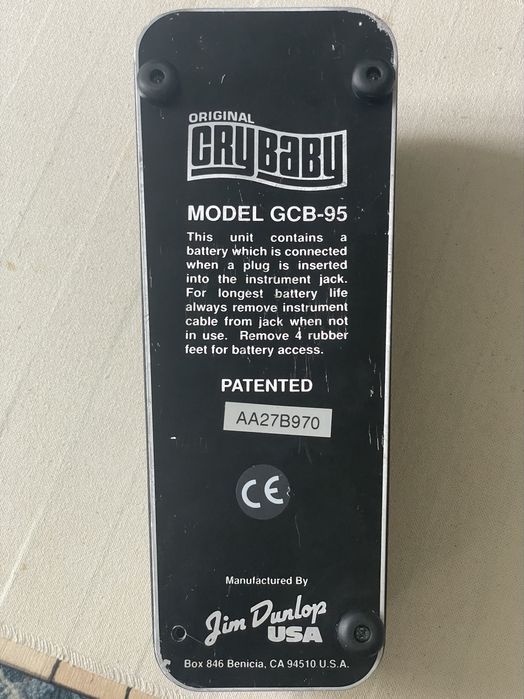 ORIGINAL
CRYBABY
MODEL GCB-95
This unit contains a
battery which is connected
when a plug is inserted
into the instrument jack.
For longest battery life
always remove instrument
cable from jack when not
in use. Remove 4 rubber
feet for battery access.
PATENTED
AA27B970
CE
Manufactured By
Jim Dunlop
USA
Box 846 Benicia, CA 94510 U.S.A.